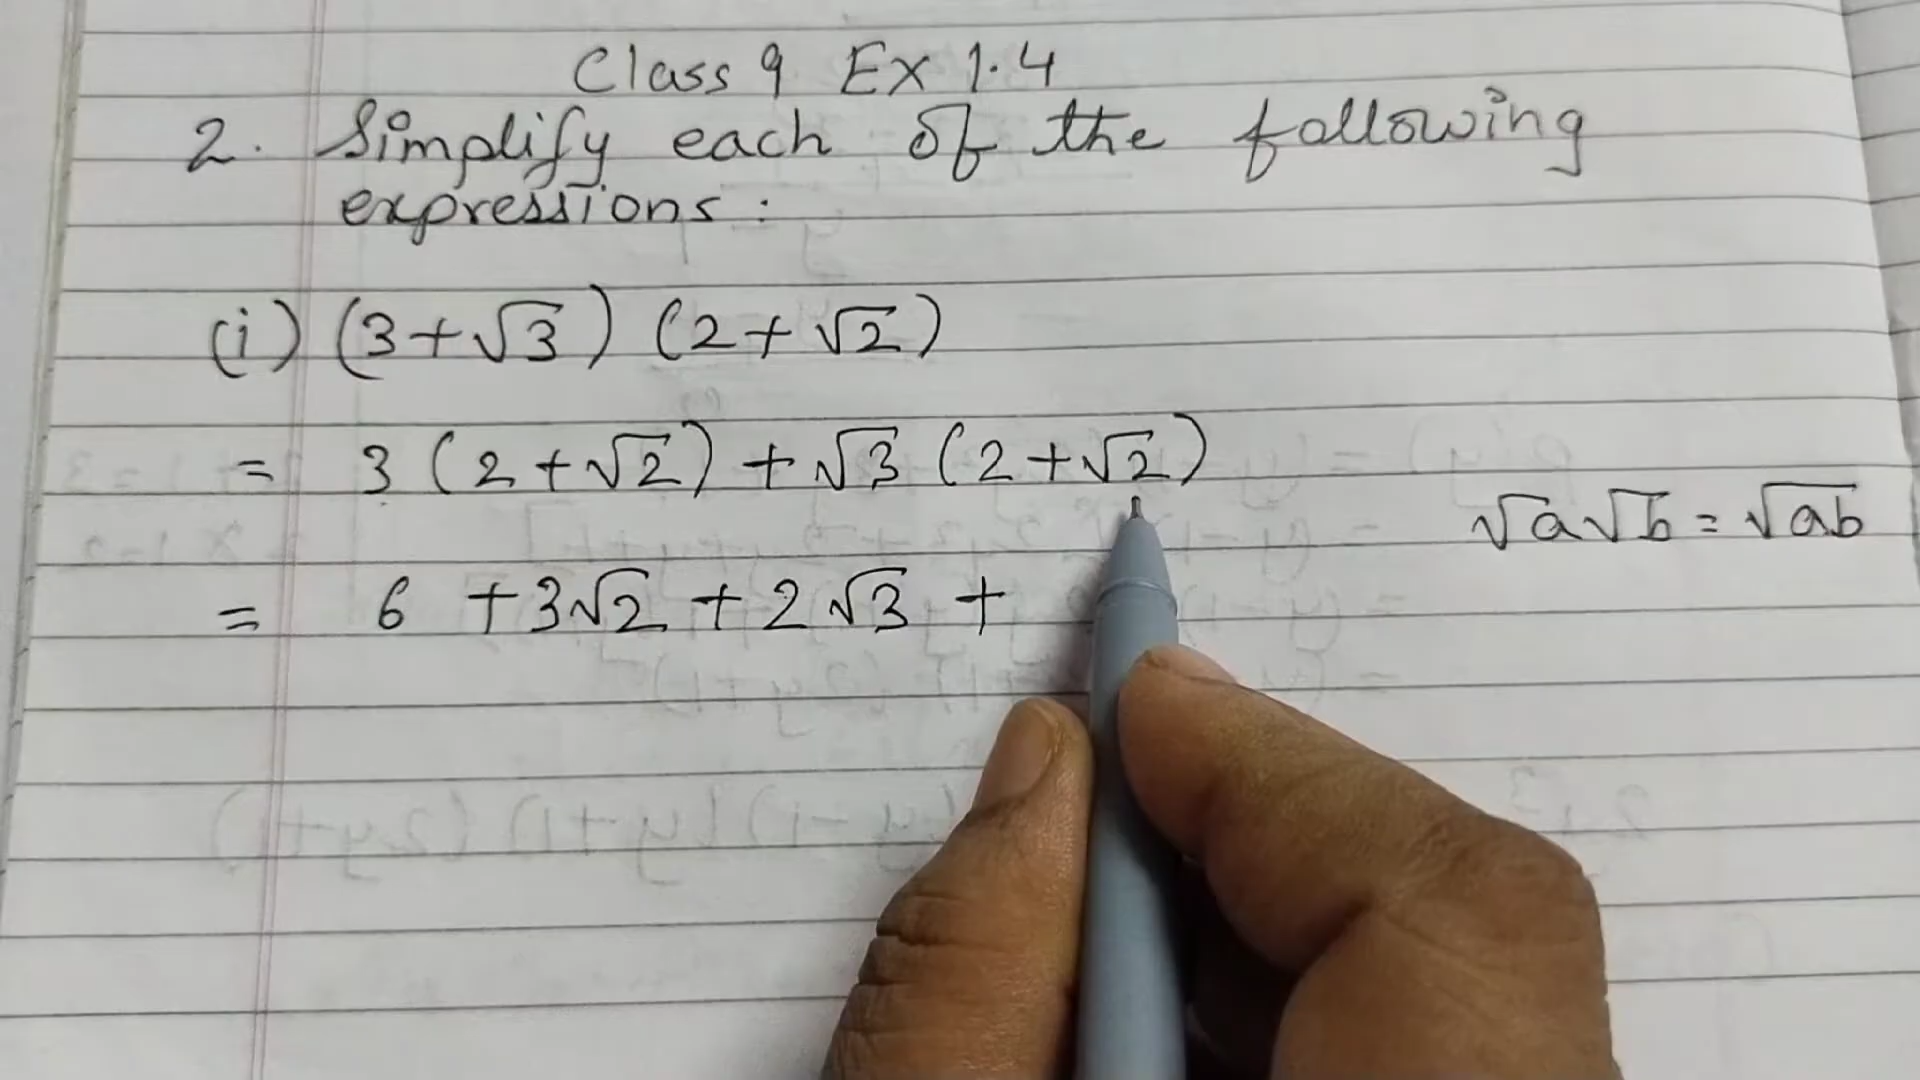 Class 9 Ex 1.4
2. Simplify each of the following
expressions:
(i) (3+√3) (2+√2)
= 3(2+√2)+√3(2+√2)
√a√b=√ab
= 6 +3√2+2√3 +